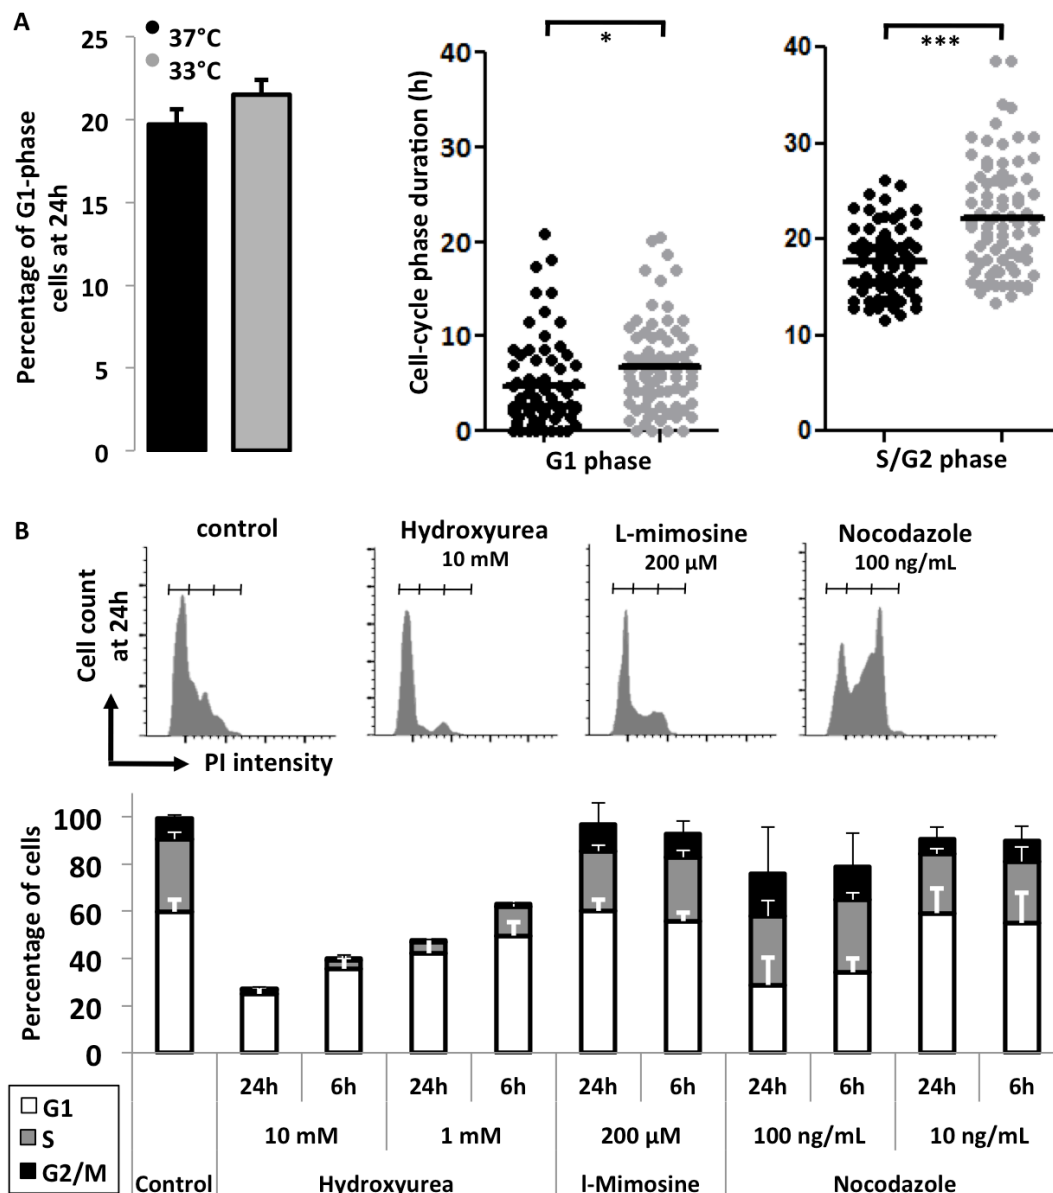 A
37°C
33°C
Percentage of G1-phase
cells at 24h
25
20
15
10
5
0
Cell-cycle phase duration (h)
40
30
20
10
0
*
G1 phase
40
30
20
10
0
***
S/G2 phase
B
control
Hydroxyurea
10 mM
L-mimosine
200 µM
Nocodazole
100 ng/mL
Cell count
at 24h
PI intensity
Percentage of cells
100
80
60
40
20
0
24h 6h 24h 6h 24h 6h 24h 6h 24h 6h
10 mM 1 mM 200 µM 100 ng/mL 10 ng/mL
Control Hydroxyurea l-Mimosine Nocodazole
G1
S
G2/M